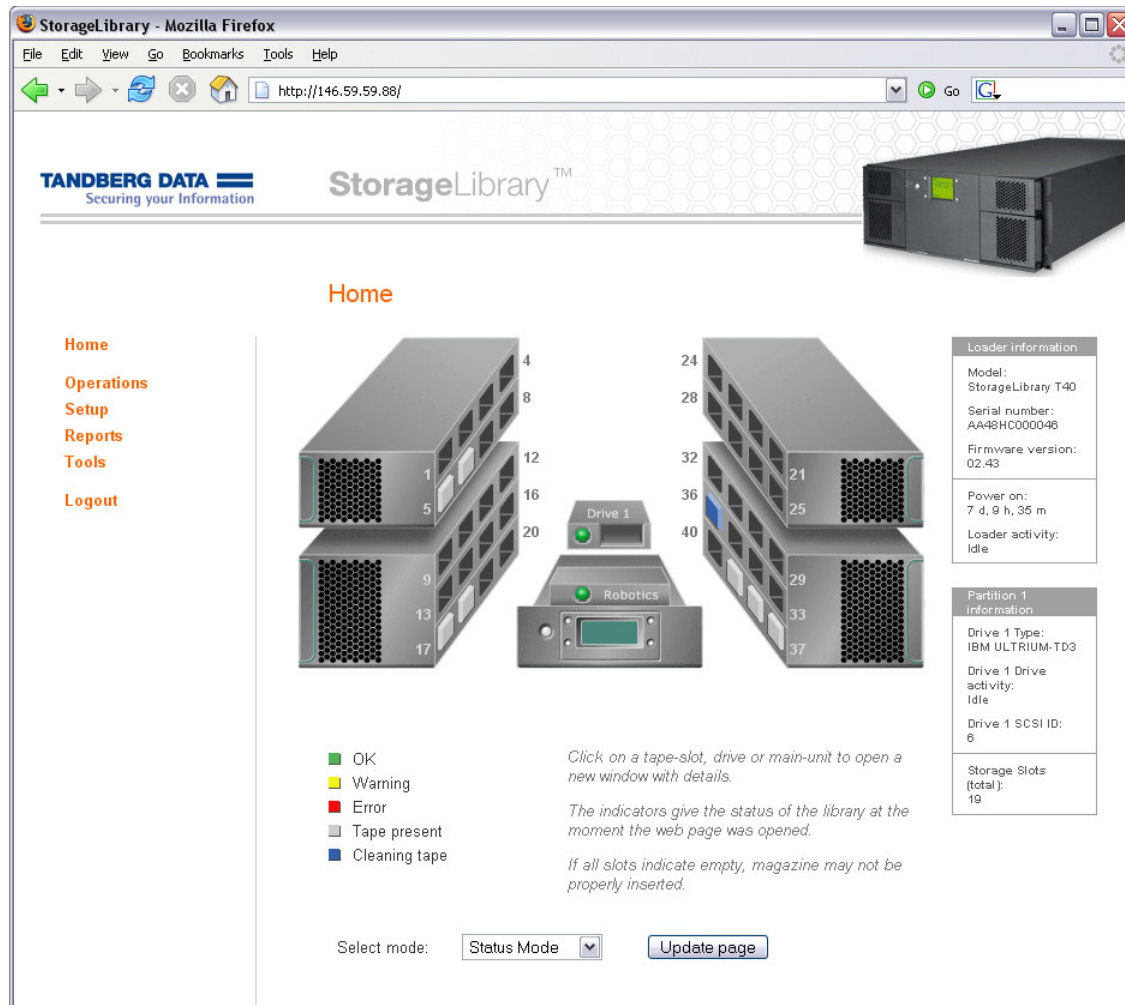 StorageLibrary - Mozilla Firefox
File Edit View Go Bookmarks Tools Help
http://146.59.59.88/
Go
G
TANDBERG DATA
Securing your Information
StorageLibrary™
Home
Home
Operations
Setup
Reports
Tools
Logout
4
8
12
16
20
1
5
9
13
17
24
28
32
36
40
21
25
29
33
37
Drive 1
Robotics
Loader information
Model:
StorageLibrary T40
Serial number:
AA48HC000046
Firmware version:
02.43
Power on:
7 d, 9 h, 35 m
Loader activity:
Idle
Partition 1
information
Drive 1 Type:
IBM ULTRIUM-TD3
Drive 1 Drive
activity:
Idle
Drive 1 SCSI ID:
6
Storage Slots
(total):
19
OK
Warning
Error
Tape present
Cleaning tape
Click on a tape-slot, drive or main-unit to open a
new window with details.
The indicators give the status of the library at the
moment the web page was opened.
If all slots indicate empty, magazine may not be
properly inserted.
Select mode: Status Mode Update page